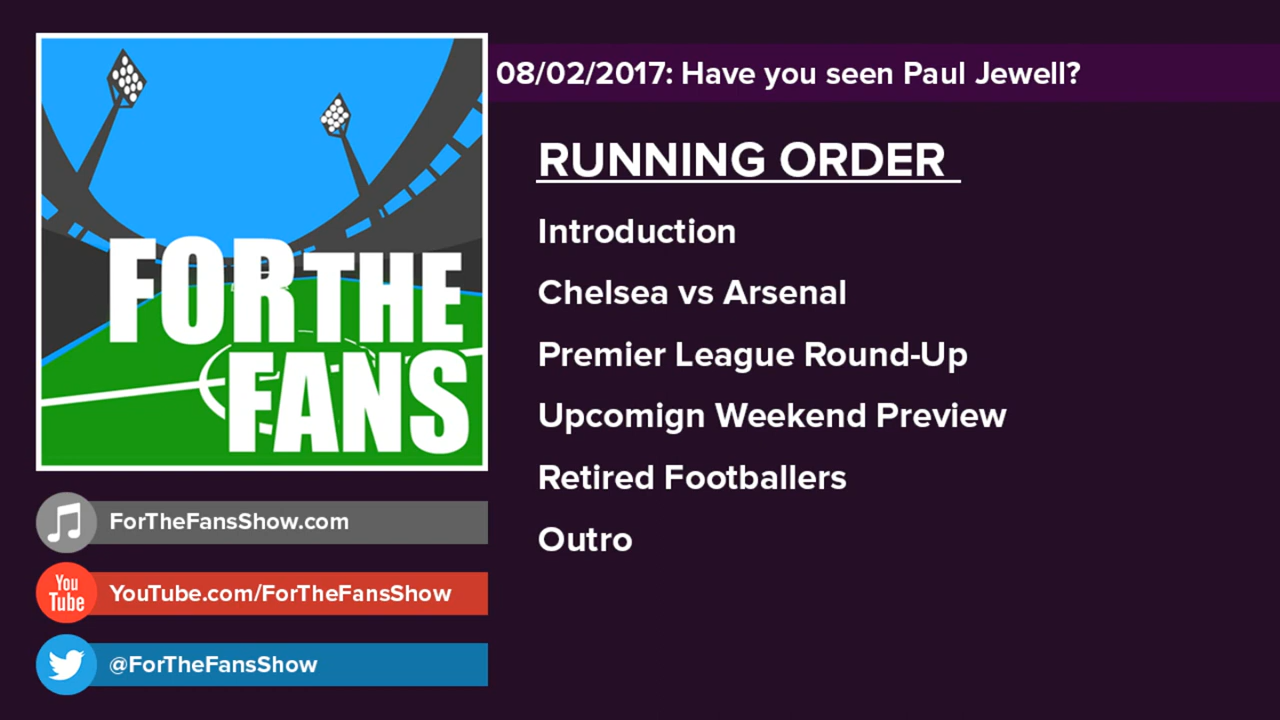 08/02/2017: Have you seen Paul Jewell?
FOR THE
FANS
RUNNING ORDER
Introduction
Chelsea vs Arsenal
Premier League Round-Up
Upcomign Weekend Preview
Retired Footballers
Outro
ForTheFansShow.com
You
Tube
YouTube.com/ForTheFansShow
@ForTheFansShow